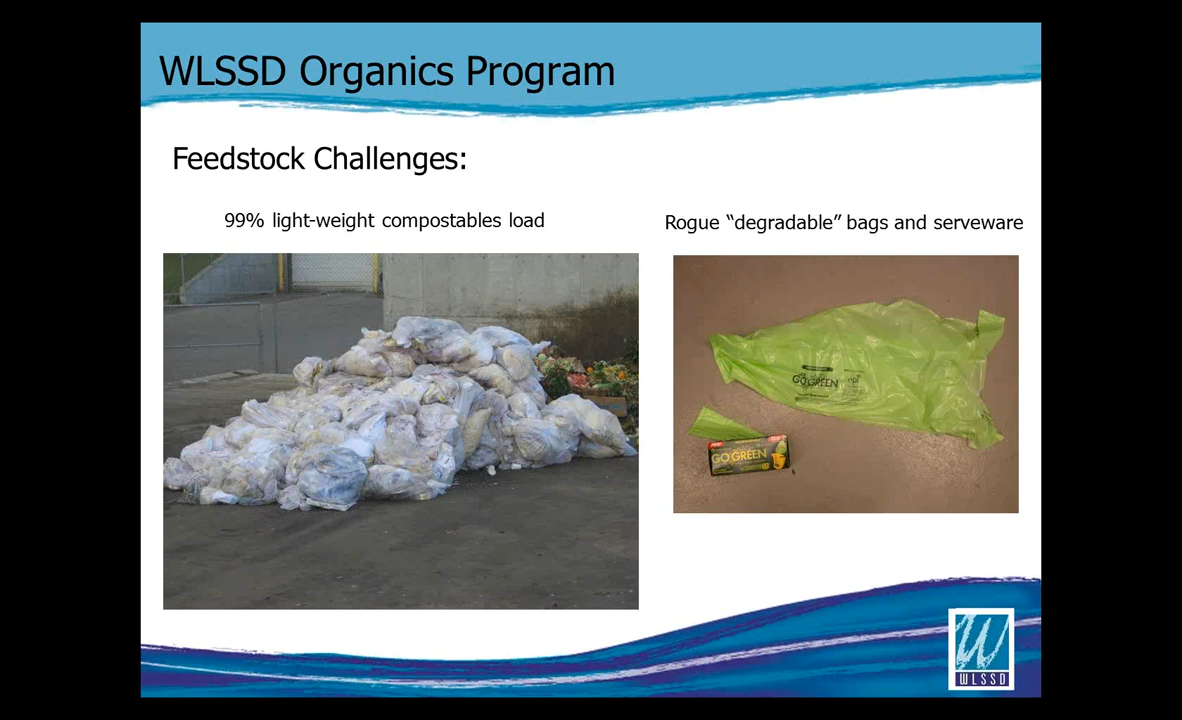 WLSSD Organics Program
Feedstock Challenges:
99% light-weight compostables load
Rogue “degradable” bags and serveware
GO GREEN
GO GREEN
WLSSD